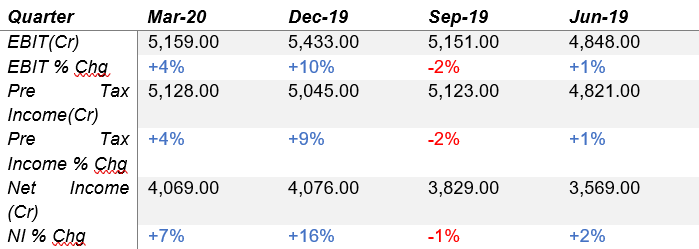 Quarter Mar-20 Dec-19 Sep-19 Jun-19
EBIT(Cr) 5,159.00 5,433.00 5,151.00 4,848.00
EBIT % Chg +4% +10% -2% +1%
Pre Tax 5,128.00 5,045.00 5,123.00 4,821.00
Income(Cr)
Pre Tax +4% +9% -2% +1%
Income % Chg
Net Income 4,069.00 4,076.00 3,829.00 3,569.00
(Cr)
NI % Chg +7% +16% -1% +2%